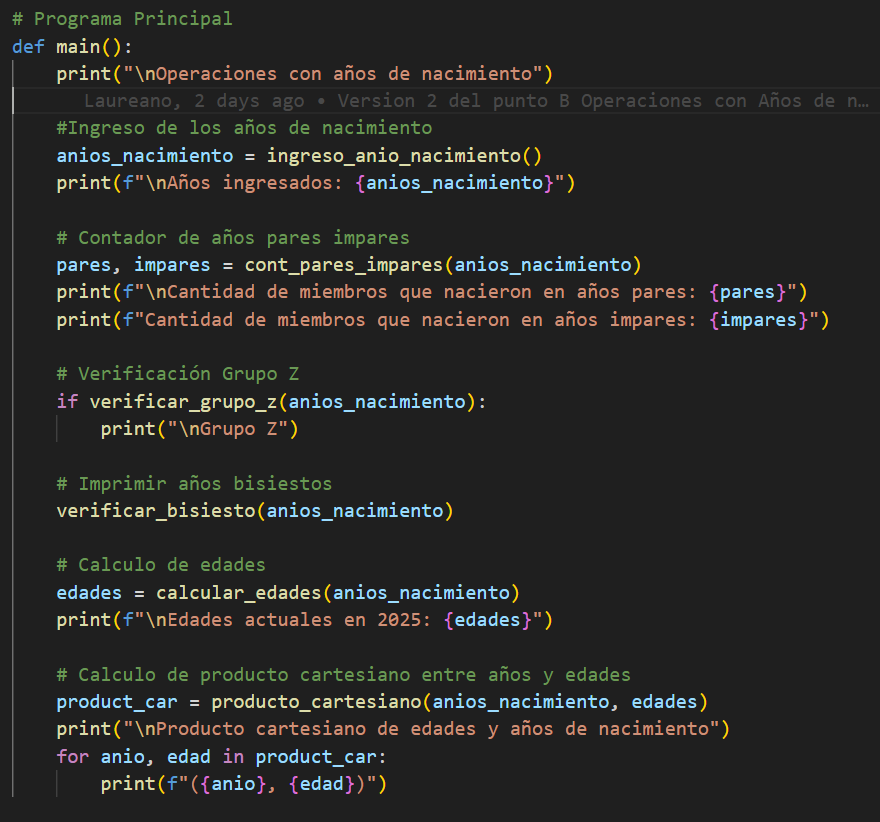 # Programa Principal
def main():
    print("\nOperaciones con años de nacimiento")
        Laureano, 2 days ago • Version 2 del punto B Operaciones con Años de n…
    #Ingreso de los años de nacimiento
    anios_nacimiento = ingreso_anio_nacimiento()
    print(f"\nAños ingresados: {anios_nacimiento}")

    # Contador de años pares impares
    pares, impares = cont_pares_impares(anios_nacimiento)
    print(f"\nCantidad de miembros que nacieron en años pares: {pares}")
    print(f"Cantidad de miembros que nacieron en años impares: {impares}")

    # Verificación Grupo Z
    if verificar_grupo_z(anios_nacimiento):
        print("\nGrupo Z")

    # Imprimir años bisiestos
    verificar_bisiesto(anios_nacimiento)

    # Calculo de edades
    edades = calcular_edades(anios_nacimiento)
    print(f"\nEdades actuales en 2025: {edades}")

    # Calculo de producto cartesiano entre años y edades
    product_car = producto_cartesiano(anios_nacimiento, edades)
    print("\nProducto cartesiano de edades y años de nacimiento")
    for anio, edad in product_car:
        print(f"({anio}, {edad})")